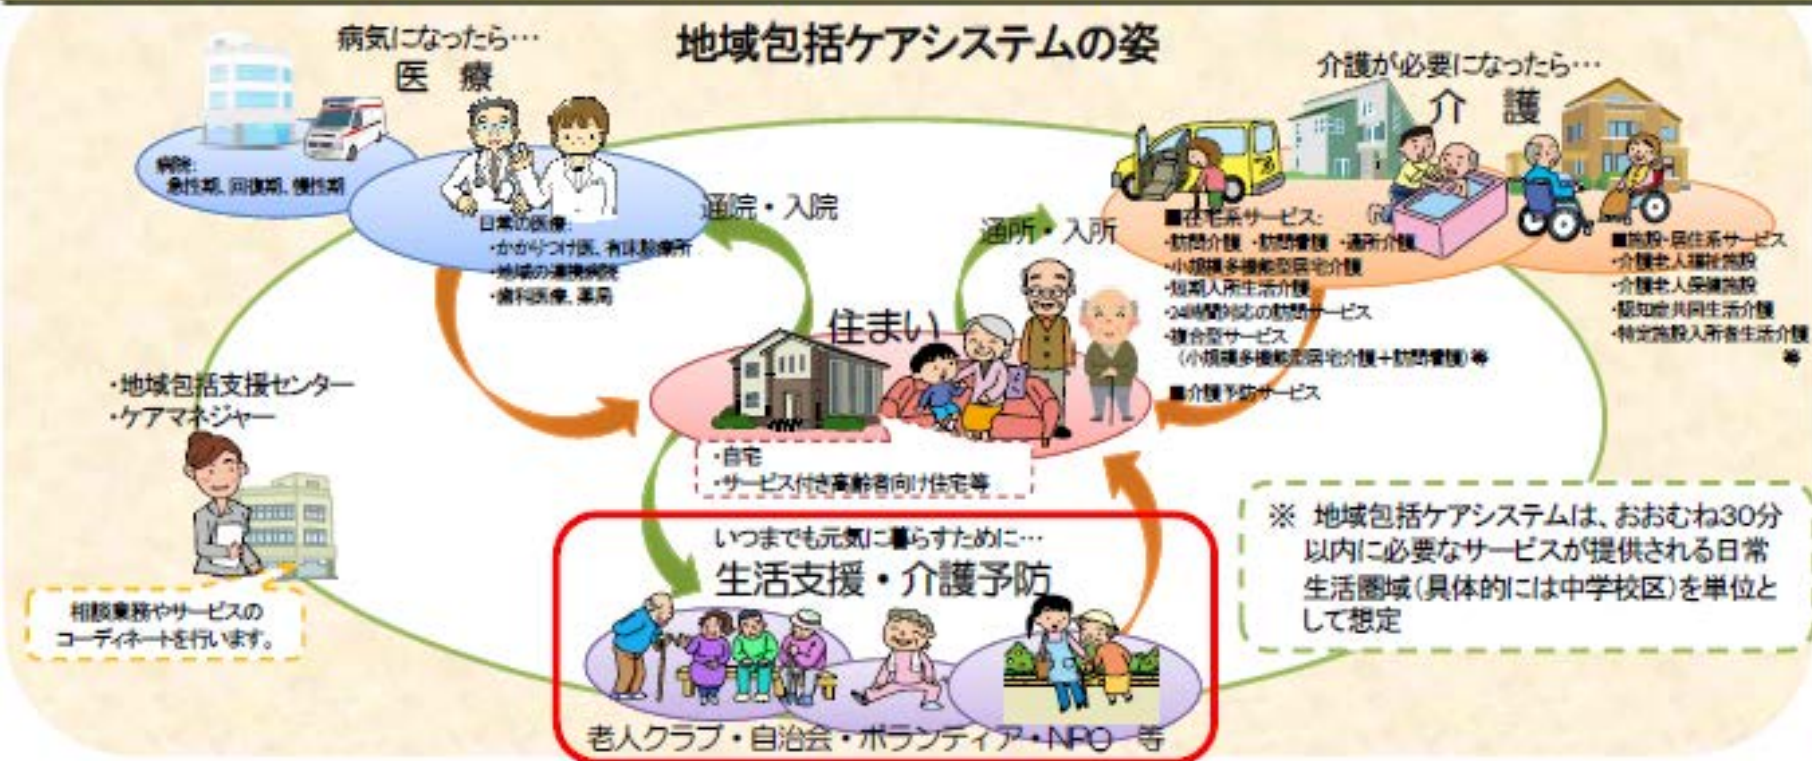 地域包括ケアシステムの姿
病気になったら…
医 療
病院:
急性期、回復期、慢性期
日常の医療:
・かかりつけ医、有床診療所
・地域の連携病院
・歯科医療、薬局
通院・入院
通所・入所
介護が必要になったら…
介 護
■在宅系サービス:
・訪問介護 ・訪問看護 ・通所介護
・小規模多機能型居宅介護
・短期入所生活介護
・24時間対応の訪問サービス
・複合型サービス
(小規模多機能型居宅介護+訪問看護)等
■介護予防サービス
■施設・居住系サービス
・介護老人福祉施設
・介護老人保健施設
・認知症共同生活介護
・特定施設入所者生活介護
等
住まい
・自宅
・サービス付き高齢者向け住宅等
・地域包括支援センター
・ケアマネジャー
相談業務やサービスの
コーディネートを行います。
いつまでも元気に暮らすために…
生活支援・介護予防
老人クラブ・自治会・ボランティア・NPO 等
※ 地域包括ケアシステムは、おおむね30分
以内に必要なサービスが提供される日常
生活圏域(具体的には中学校区)を単位と
して想定